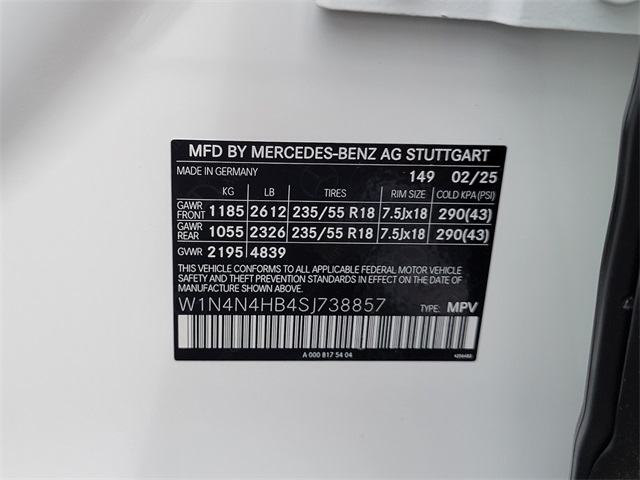 MFD BY MERCEDES-BENZ AG STUTTGART
MADE IN GERMANY 149 02/25
KG LB TIRES RIM SIZE COLD KPA (PSI)
GAWR FRONT 1185 2612 235/55 R18 7.5Jx18 290(43)
GAWR REAR 1055 2326 235/55 R18 7.5Jx18 290(43)
GVWR 2195 4839
THIS VEHICLE CONFORMS TO ALL APPLICABLE FEDERAL MOTOR VEHICLE
SAFETY AND THEFT PREVENTION STANDARDS IN EFFECT ON THE DATE OF
MANUFACTURE SHOWN ABOVE.
W1N4N4HB4SJ738857 TYPE: MPV
A 000 817 54 04